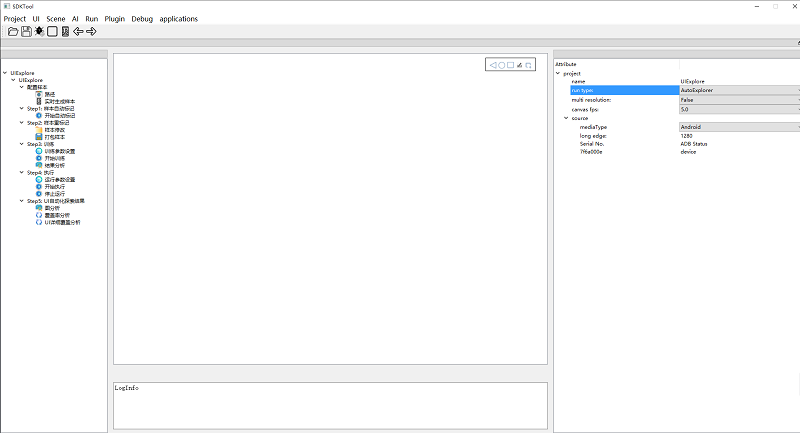 SDKTool
Project UI Scene AI Run Plugin Debug applications
UIExplore
UIExplore
配置样本
路径
实时生成样本
Step1: 样本自动标记
开始自动标记
Step2: 样本重标记
样本修改
打包样本
Step3: 训练
训练参数设置
开始训练
结果分析
Step4: 执行
运行参数设置
开始执行
停止运行
Step5: UI自动化探索结果
图分析
覆盖率分析
UI详细覆盖分析
LogInfo
Attribute
project
name UIExplore
run type: AutoExplorer
multi resolution: False
canvas fps: 5.0
source
mediaType Android
long edge: 1280
Serial No. ADB Status
7f6a000e device